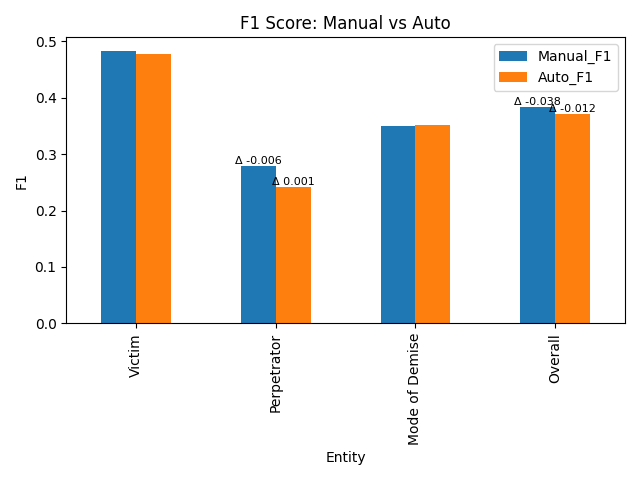 F1 Score: Manual vs Auto
Manual_F1
Auto_F1
F1
0.5
0.4
0.3
0.2
0.1
0.0
Δ -0.006
Δ 0.001
Δ -0.038
Δ -0.012
Victim
Perpetrator
Mode of Demise
Overall
Entity